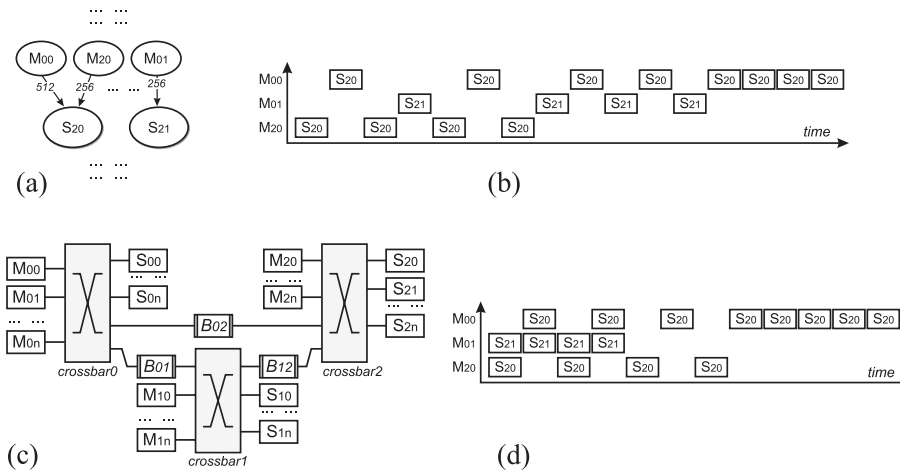 ... ...
... ...
M00 M20 M01
512 256 ... ... 256
S20 S21
... ...
... ...
(a)
M00 S20 S20 S20 S20 S20 S20 S20 S20
M01 S21 S21 S21 S21
M20 S20 S20 S20 S20
time
(b)
M00 S00 M20 S20
... ...
M01 S0n M2n S21
... ...
M0n B02 S2n
B01 B12
crossbar0 crossbar2
M10 S10
... ...
M1n S1n
crossbar1
(c)
M00 S20 S20 S20 S20 S20 S20 S20 S20
M01 S21 S21 S21 S21
M20 S20 S20 S20 S20
time
(d)